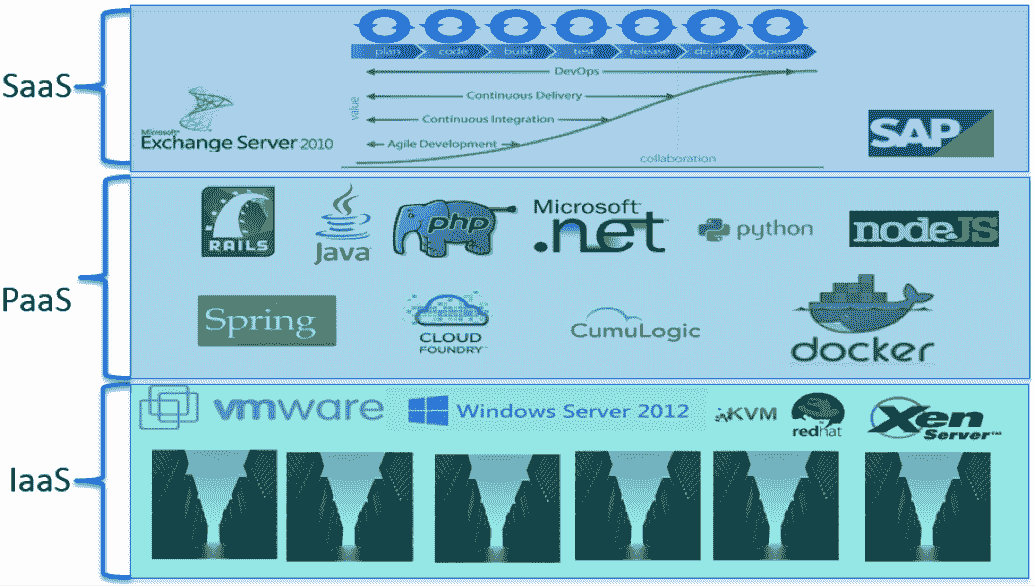 SaaS
plan code build test release deploy operate
DevOps
Continuous Delivery
value
Continuous Integration
Agile Development
collaboration
Microsoft
Exchange Server 2010
SAP
PaaS
RAILS
Java
php
Microsoft
.net
python
nodeJS
Spring
CLOUD
FOUNDRY
CUMULOGIC
docker
IaaS
vmware
Windows Server 2012
KVM
redhat
Xen
Server™